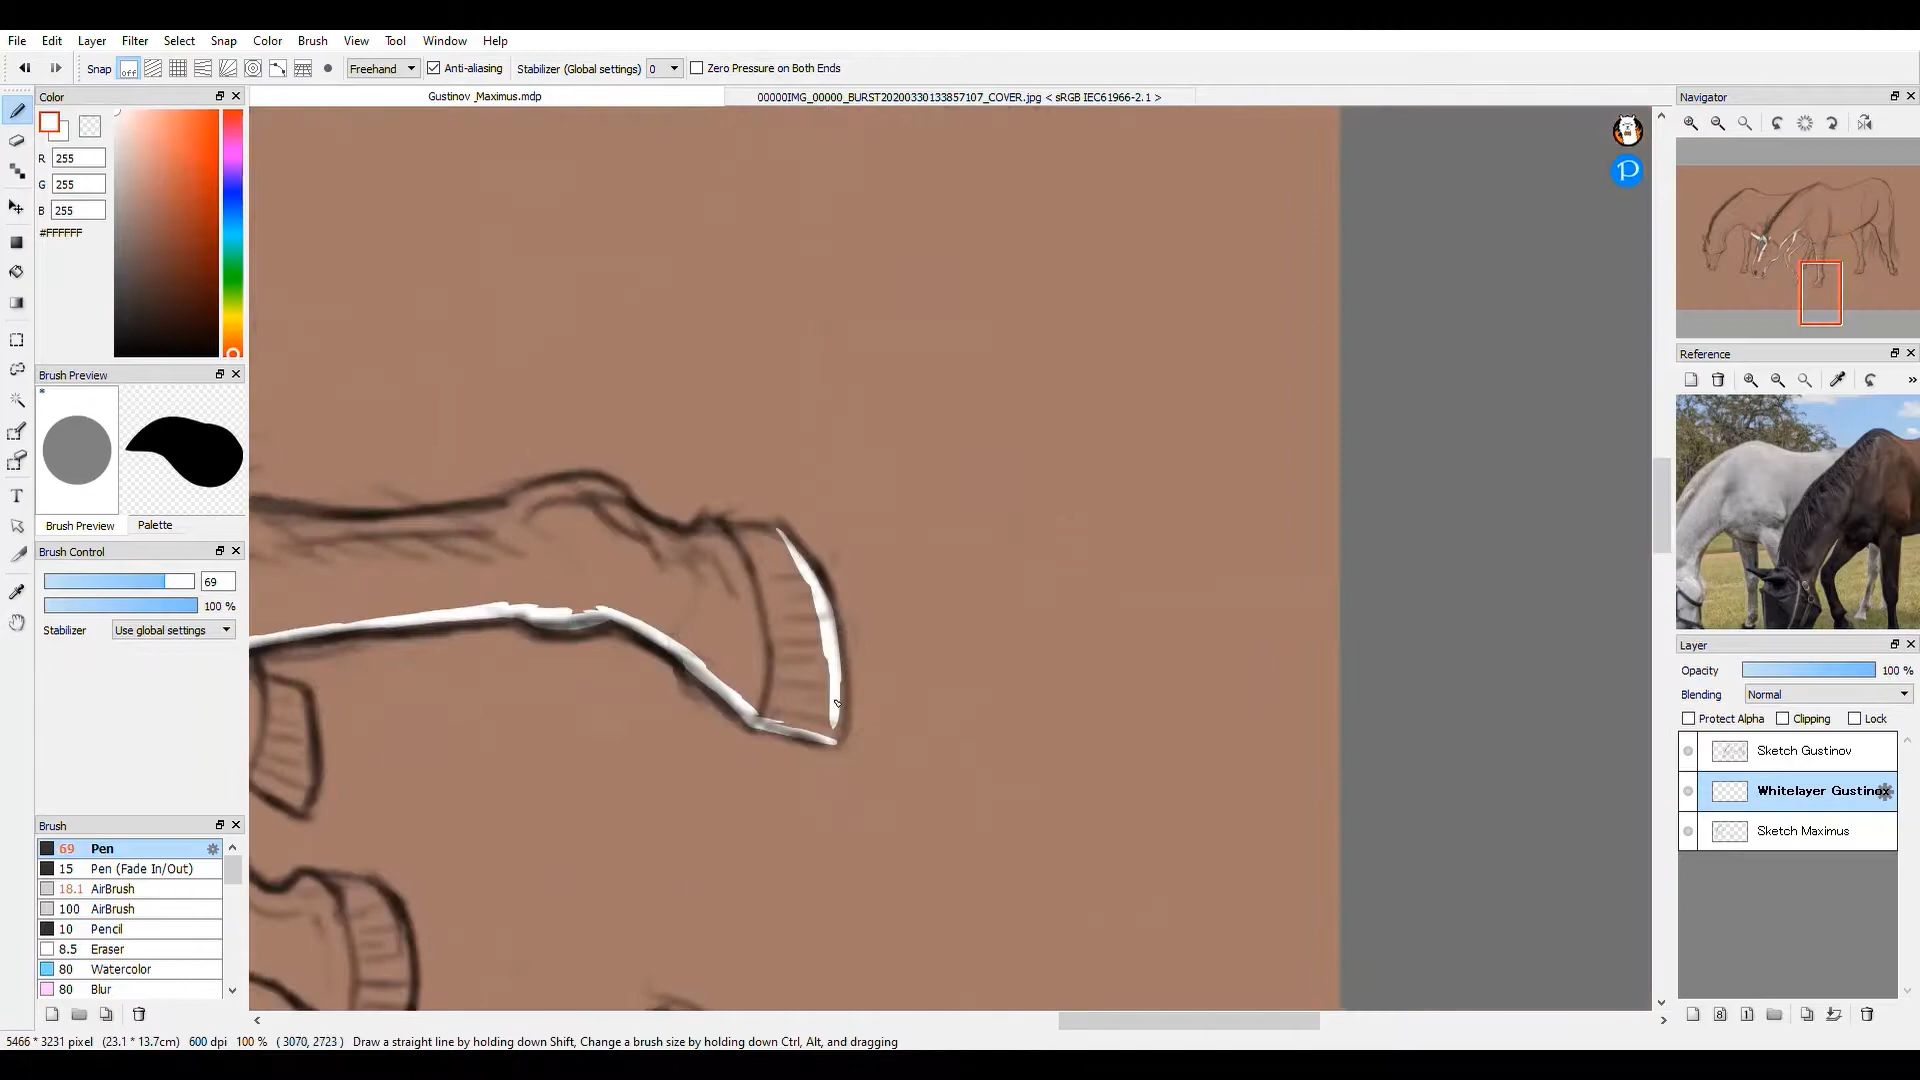 File Edit Layer Filter Select Snap Color Brush View Tool Window Help
Snap off Freehand Anti-aliasing Stabilizer (Global settings) 0 Zero Pressure on Both Ends
Color
Gustinov _Maximus.mdp
00000IMG_00000_BURST20200330133857107_COVER.jpg < sRGB IEC61966-2.1 >
Navigator
R 255
G 255
B 255
#FFFFFF
Reference
Brush Preview
Brush Preview Palette
Brush Control
69
100 %
Stabilizer Use global settings
Layer
Opacity 100 %
Blending Normal
Protect Alpha Clipping Lock
Sketch Gustinov
Whitelayer Gustinov
Sketch Maximus
Brush
69 Pen
15 Pen (Fade In/Out)
18.1 AirBrush
100 AirBrush
10 Pencil
8.5 Eraser
80 Watercolor
80 Blur
5466 * 3231 pixel (23.1 * 13.7cm) 600 dpi 100 % ( 3070, 2723 ) Draw a straight line by holding down Shift, Change a brush size by holding down Ctrl, Alt, and dragging